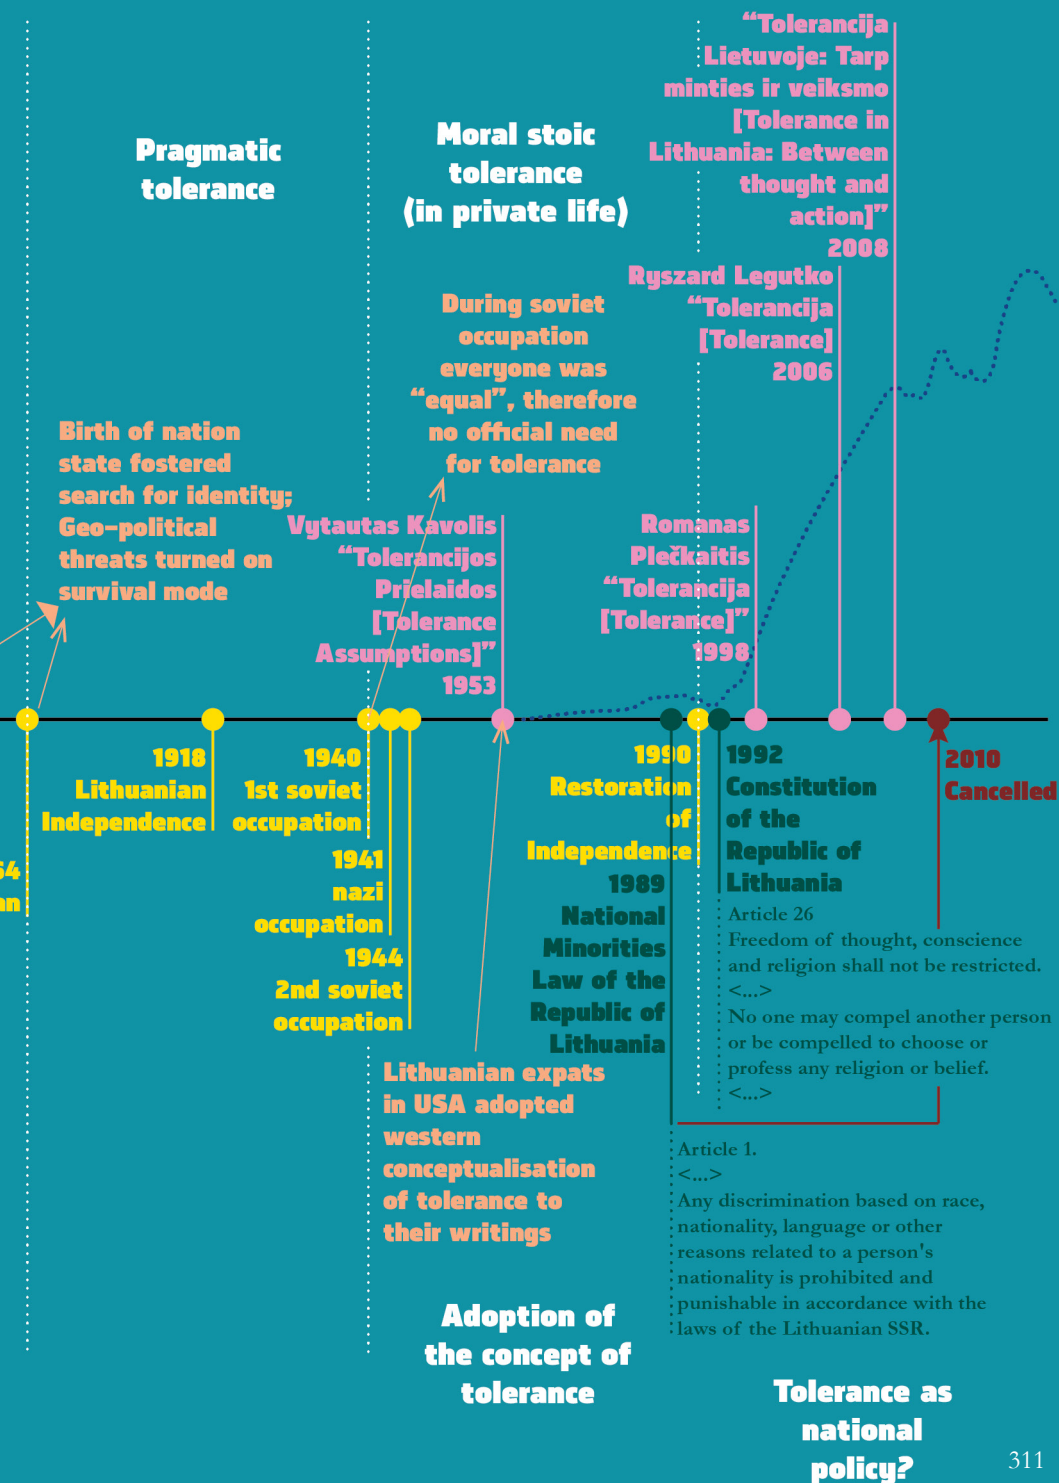 Pragmatic
tolerance
Moral stoic
tolerance
(in private life)
“Tolerancija
Lietuvoje: Tarp
minties ir veiksmo
[Tolerance in
Lithuania: Between
thought and
action]”
2008
Ryszard Legutko
“Tolerancija
[Tolerance]
2006
During soviet
occupation
everyone was
“equal”, therefore
no official need
for tolerance
Birth of nation
state fostered
search for identity;
Geo-political
threats turned on
survival mode
Vytautas Kavolis
“Tolerancijos
Prielaidos
[Tolerance
Assumptions]”
1953
Romanas
Plečkaitis
“Tolerancija
[Tolerance]”
1998
1918
Lithuanian
Independence
1940
1st soviet
occupation
1941
nazi
occupation
1944
2nd soviet
occupation
1990
Restoration
of
Independence
1989
National
Minorities
Law of the
Republic of
Lithuania
1992
Constitution
of the
Republic of
Lithuania
Article 26
Freedom of thought, conscience
and religion shall not be restricted.
<...>
No one may compel another person
or be compelled to choose or
profess any religion or belief.
<...>
2010
Cancelled
Lithuanian expats
in USA adopted
western
conceptualisation
of tolerance to
their writings
Article 1.
<...>
Any discrimination based on race,
nationality, language or other
reasons related to a person's
nationality is prohibited and
punishable in accordance with the
laws of the Lithuanian SSR.
Adoption of
the concept of
tolerance
Tolerance as
national
policy?
311